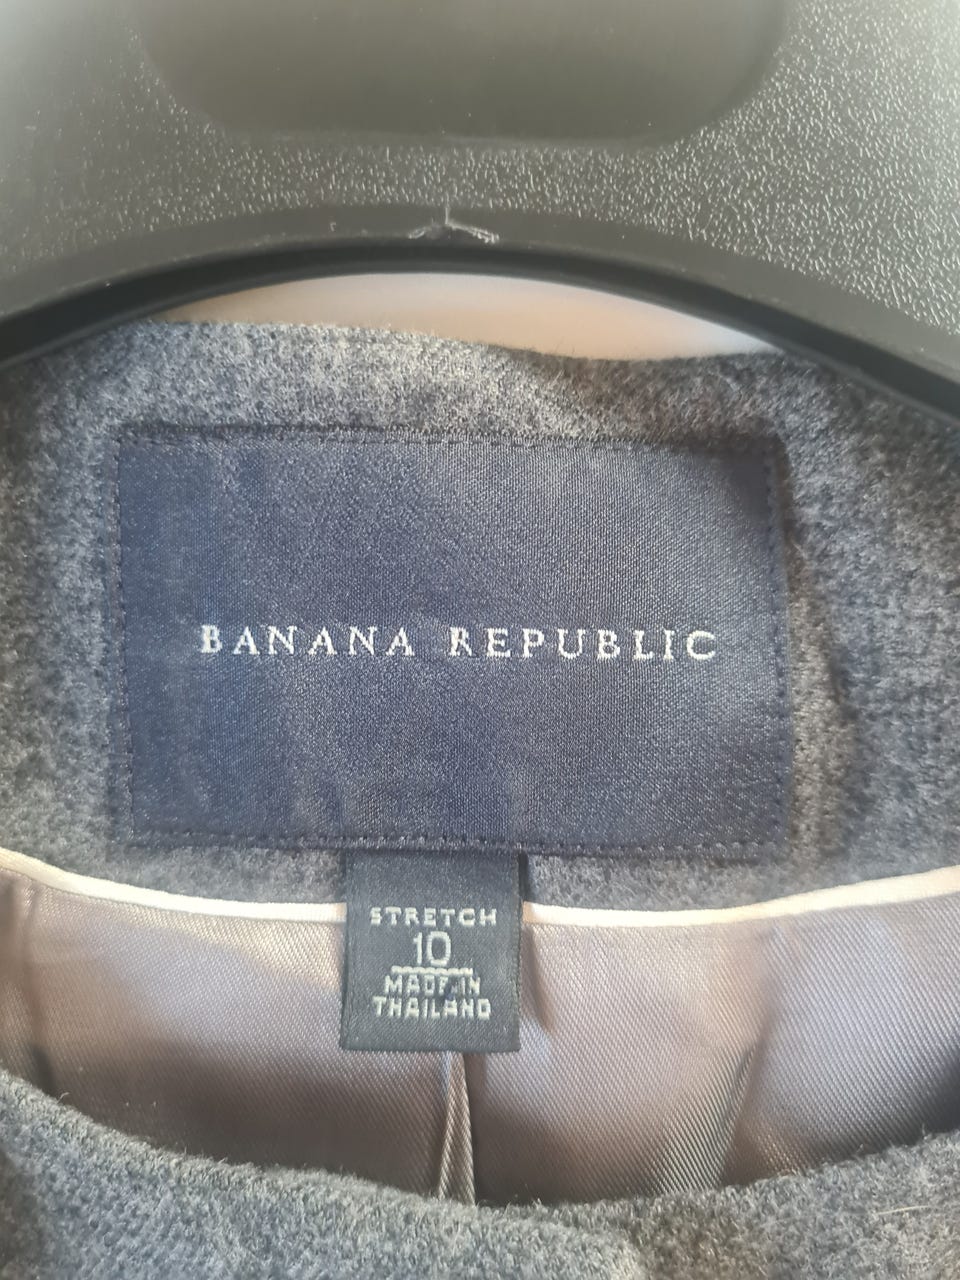 BANANA REPUBLIC
STRETCH
10
MADE IN
THAILAND